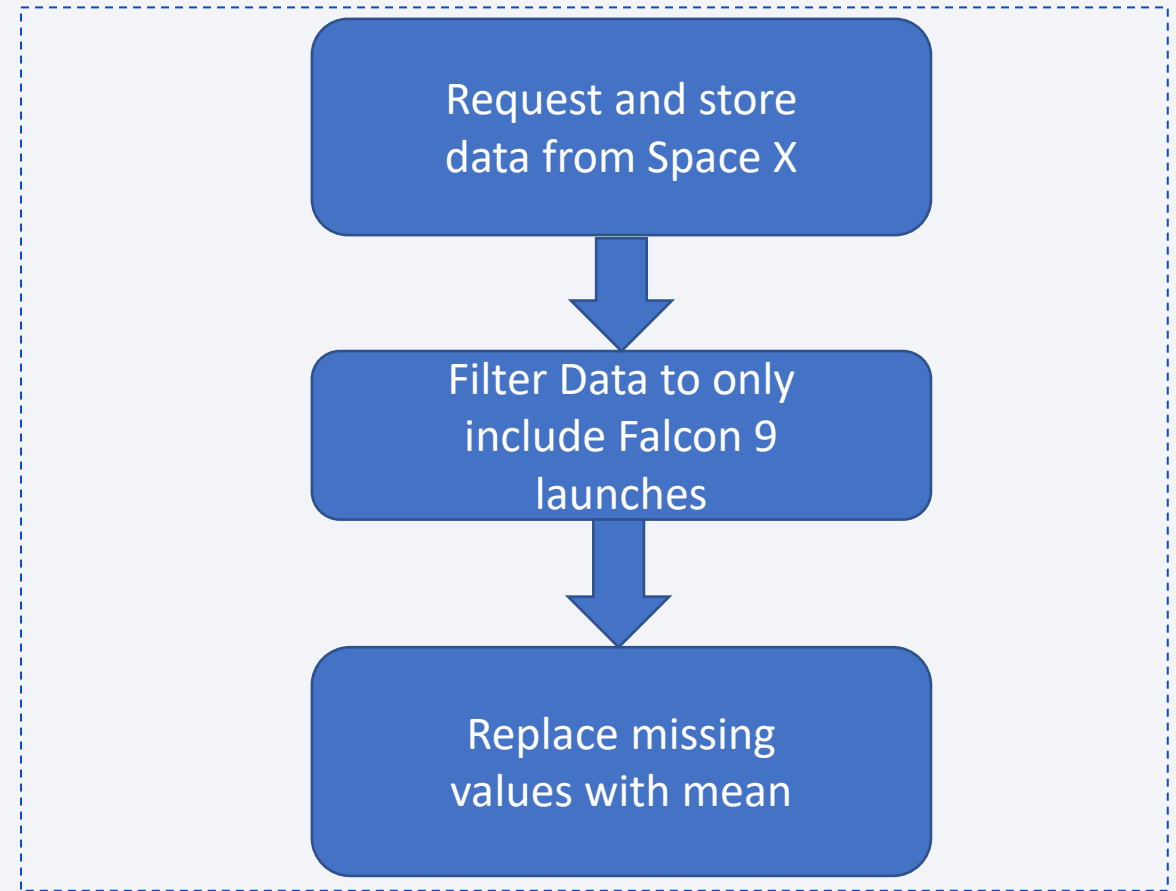 Request and store
data from Space X
Filter Data to only
include Falcon 9
launches
Replace missing
values with mean